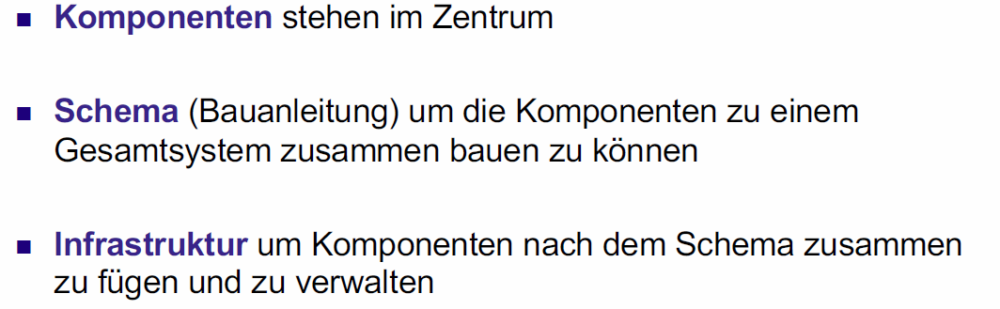 ▪ Komponenten stehen im Zentrum
▪ Schema (Bauanleitung) um die Komponenten zu einem
Gesamtsystem zusammen bauen zu können
▪ Infrastruktur um Komponenten nach dem Schema zusammen
zu fügen und zu verwalten